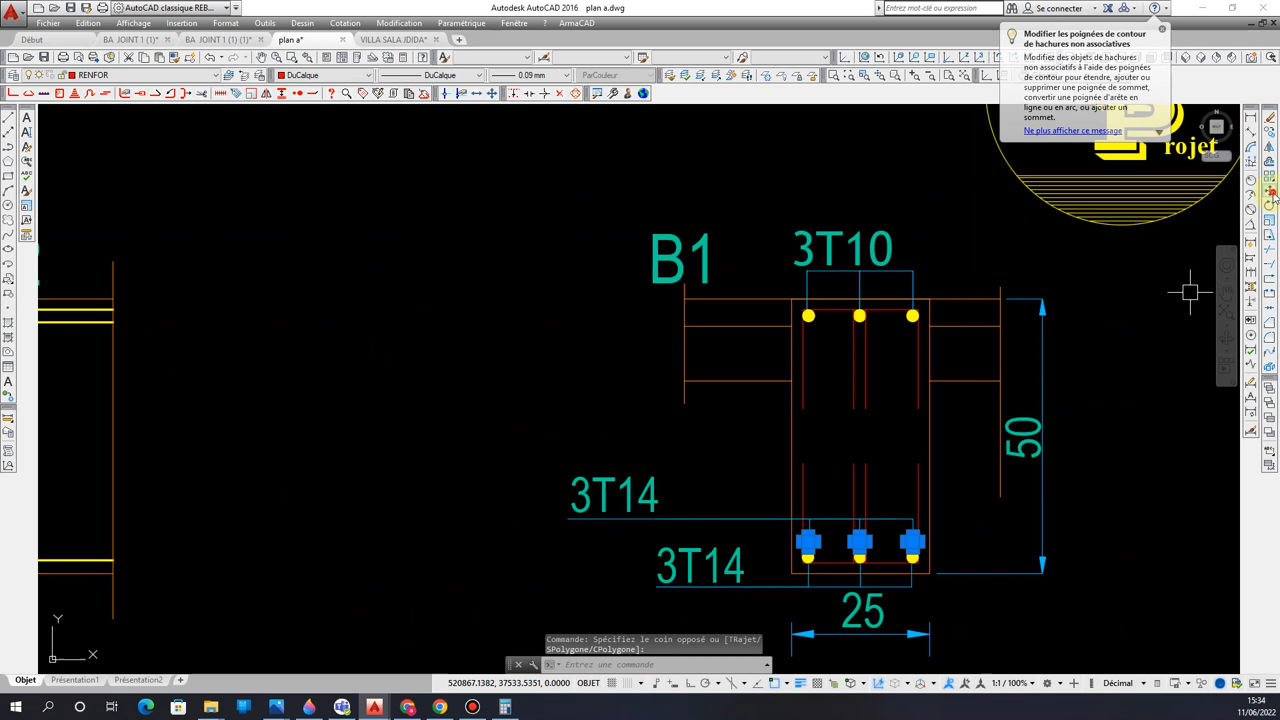 AutoCAD classique REB...
Autodesk AutoCAD 2016   plan a.dwg
Entrez mot-clé ou expression
Se connecter
Fichier Edition Affichage Insertion Format Outils Dessin Cotation Modification Paramétrique Fenêtre ? ArmaCAD
Début
BA_JOINT 1 (1)*
BA_JOINT 1 (1) (1)*
plan a*
VILLA SALA JDIDA*
Modifier les poignées de contour
de hachures non associatives
Modifiez des objets de hachures
non associatifs à l'aide des poignées
de contour pour étendre, ajouter ou
supprimer une poignée de sommet,
convertir une poignée d'arête en
ligne ou en arc, ou ajouter un
sommet.
Ne plus afficher ce message
RENFOR
DuCalque
DuCalque
0.09 mm
ParCouleur
rojet
SCG
B1
3T10
50
3T14
3T14
25
Y
X
Commande: Spécifiez le coin opposé ou [TRajet/
SPolygone/CPolygone]:
Entrez une commande
Objet Présentation1 Présentation2 +
520867.1382, 37533.5351, 0.0000 OBJET
1:1 / 100%
Décimal
15:34
11/06/2022